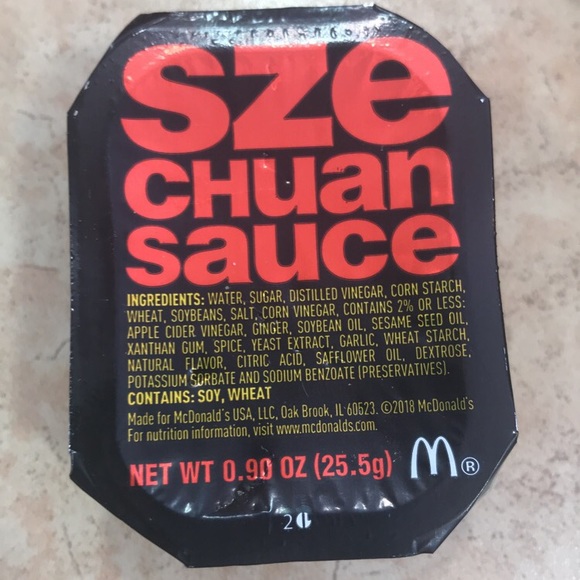 sze
CHuan
sauce
INGREDIENTS: WATER, SUGAR, DISTILLED VINEGAR, CORN STARCH,
WHEAT, SOYBEANS, SALT, CORN VINEGAR, CONTAINS 2% OR LESS:
APPLE CIDER VINEGAR, GINGER, SOYBEAN OIL, SESAME SEED OIL,
XANTHAN GUM, SPICE, YEAST EXTRACT, GARLIC, WHEAT STARCH,
NATURAL FLAVOR, CITRIC ACID, SAFFLOWER OIL, DEXTROSE,
POTASSIUM SORBATE AND SODIUM BENZOATE (PRESERVATIVES).
CONTAINS: SOY, WHEAT
Made for McDonald's USA, LLC, Oak Brook, IL 60523. ©2018 McDonald's
For nutrition information, visit www.mcdonalds.com.
NET WT 0.90 OZ (25.5g) M®
2